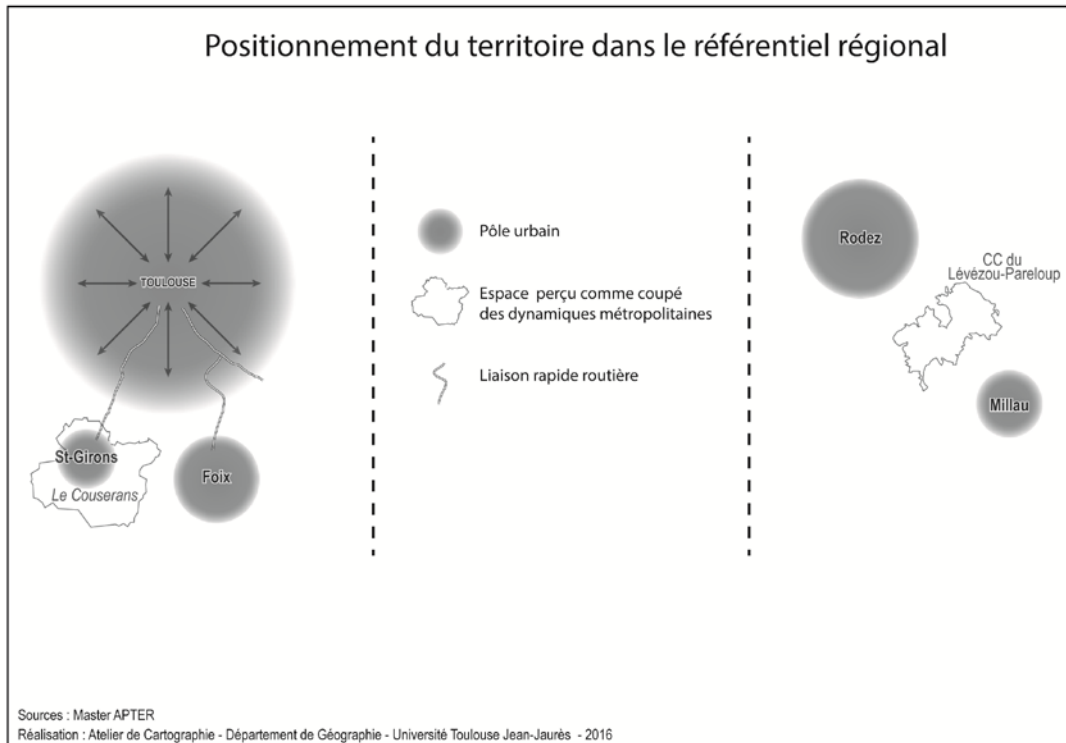 Positionnement du territoire dans le référentiel régional
TOULOUSE
St-Girons
Le Couserans
Foix
Pôle urbain
Espace perçu comme coupé
des dynamiques métropolitaines
Liaison rapide routière
Rodez
CC du
Lévézou-Pareloup
Millau
Sources : Master APTER
Réalisation : Atelier de Cartographie - Département de Géographie - Université Toulouse Jean-Jaurès - 2016